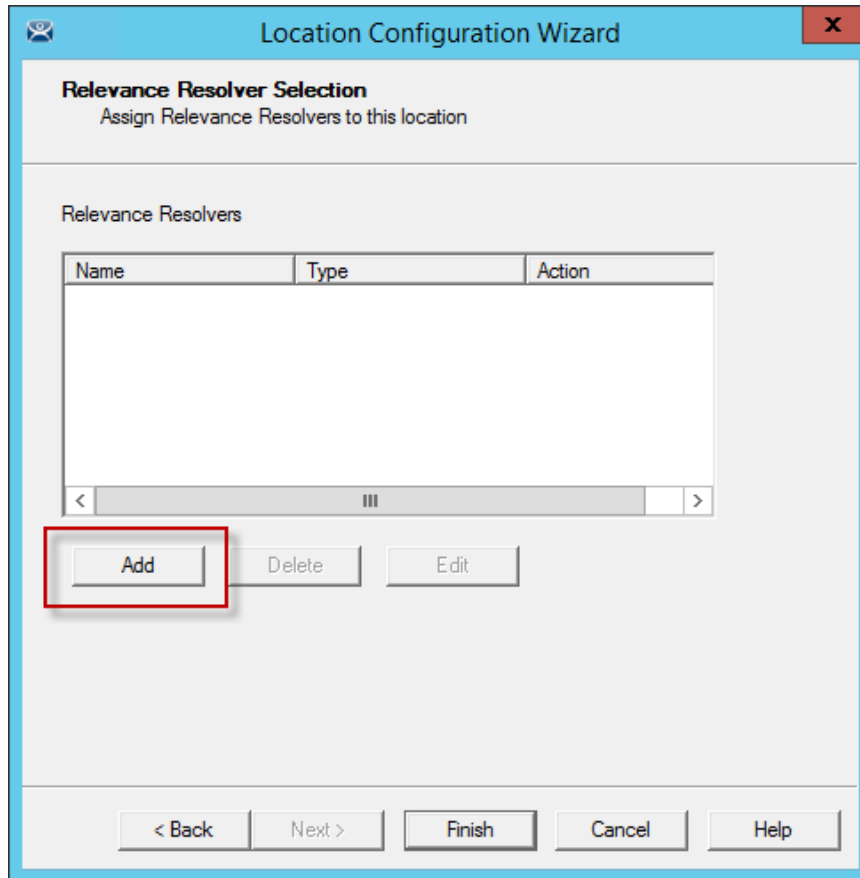 Location Configuration Wizard
x
Relevance Resolver Selection
Assign Relevance Resolvers to this location
Relevance Resolvers
Name Type Action
Add Delete Edit
< Back Next > Finish Cancel Help